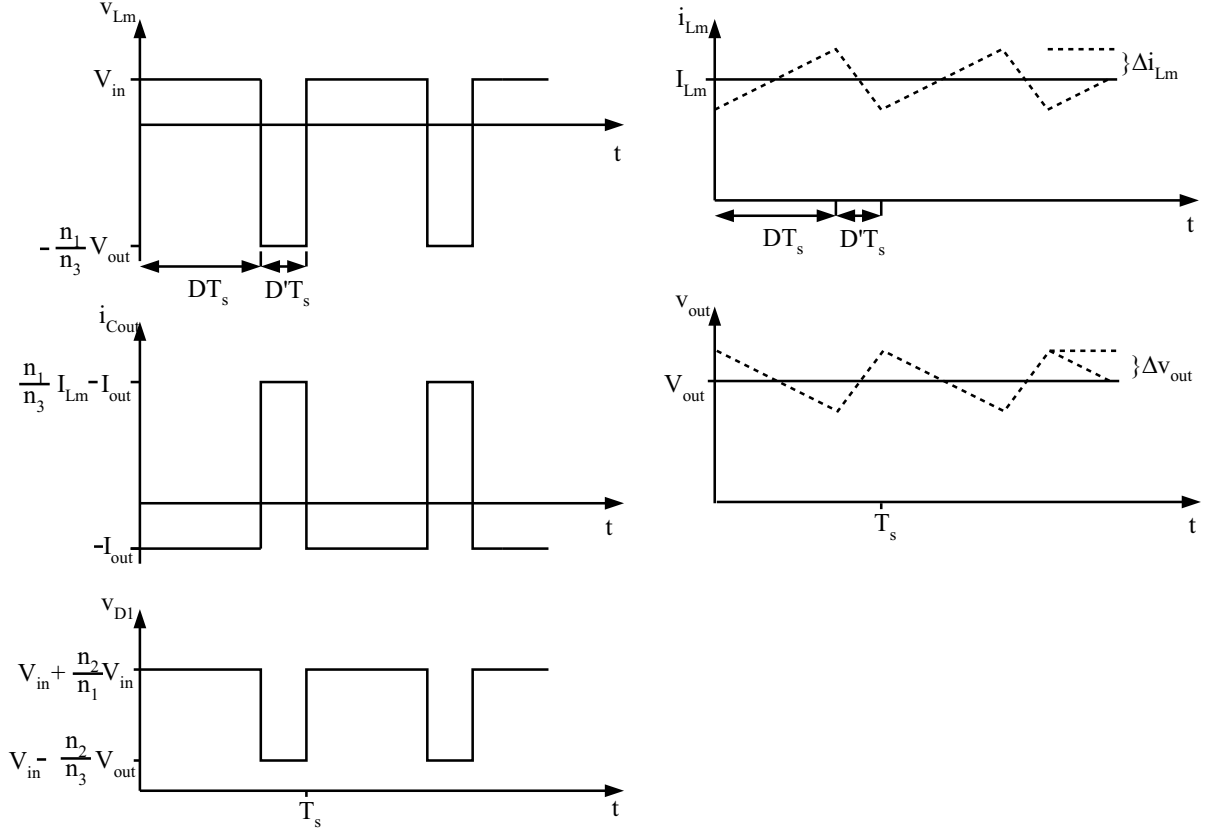 v_Lm
V_in
t
- n_1/n_3 V_out
DT_s D'T_s
i_Cout
n_1/n_3 I_Lm -I_out
t
-I_out
v_D1
V_in + n_2/n_1 V_in
V_in - n_2/n_3 V_out
T_s
t
i_Lm
I_Lm
}Δi_Lm
t
DT_s D'T_s
v_out
V_out
}Δv_out
T_s
t